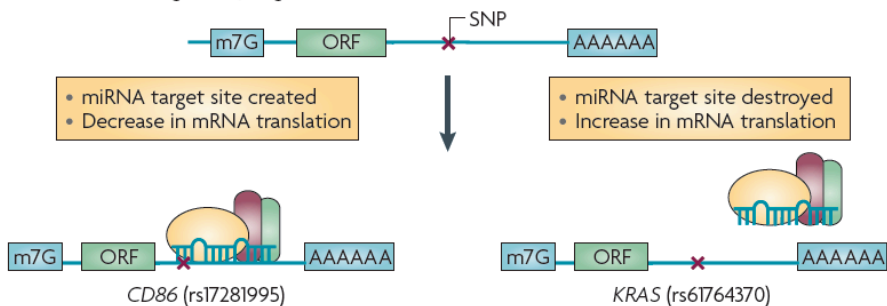 SNP
m7G ORF AAAAAA
• miRNA target site created
• Decrease in mRNA translation
• miRNA target site destroyed
• Increase in mRNA translation
m7G ORF AAAAAA
m7G ORF AAAAAA
CD86 (rs17281995)
KRAS (rs61764370)